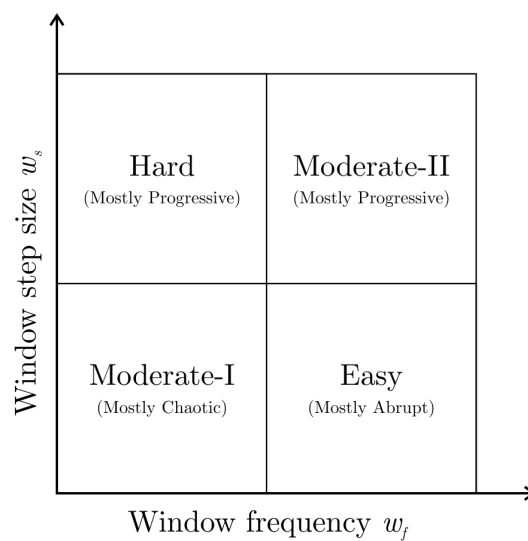 Window step size w_s
Hard
(Mostly Progressive)
Moderate-II
(Mostly Progressive)
Moderate-I
(Mostly Chaotic)
Easy
(Mostly Abrupt)
Window frequency w_f